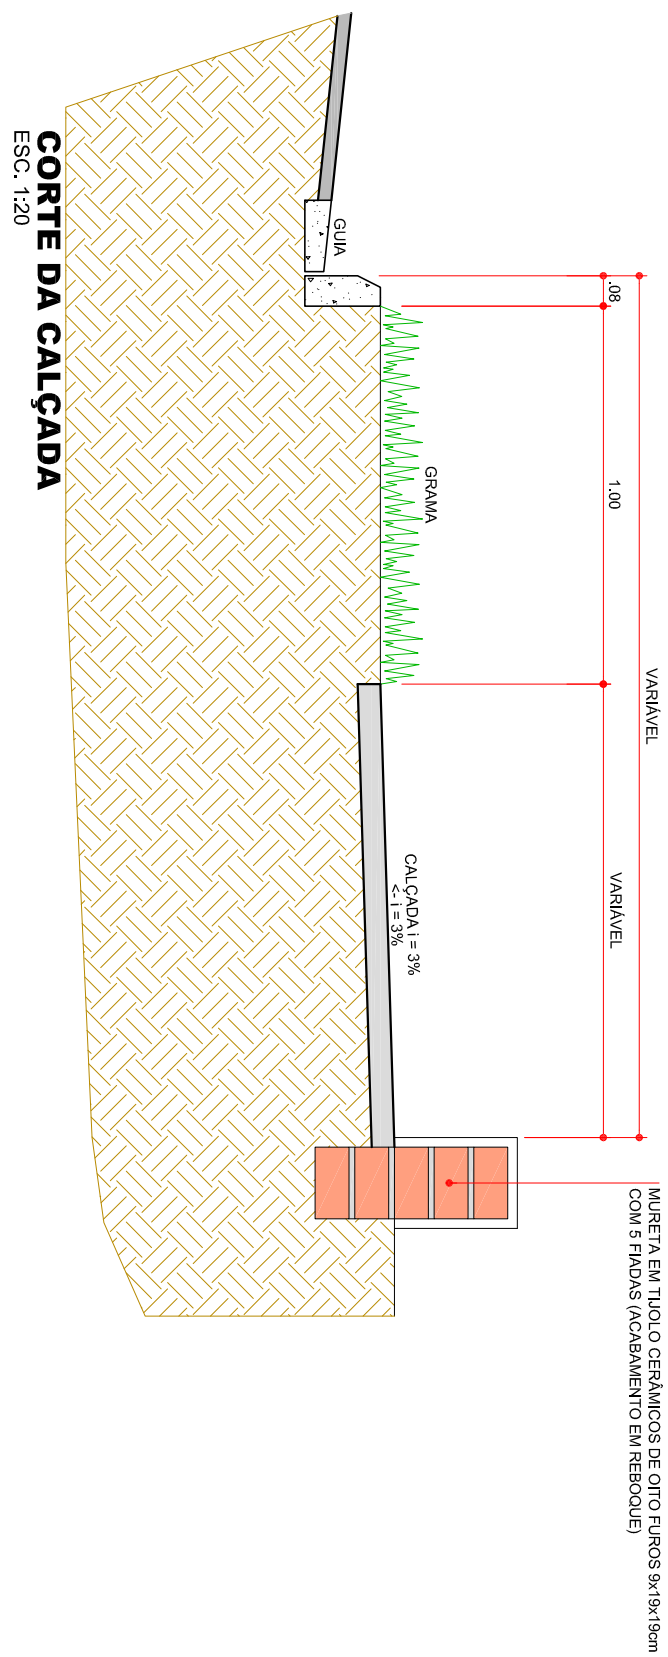 VARIÁVEL
.08
1.00
VARIÁVEL
MURETA EM TIJOLO CERÂMICOS DE OITO FUROS 9x19x19cm
COM 5 FIADAS (ACABAMENTO EM REBOQUE)
GUIA
GRAMA
CALÇADA i = 3%
<- i = 3%
CORTE DA CALÇADA
ESC. 1:20